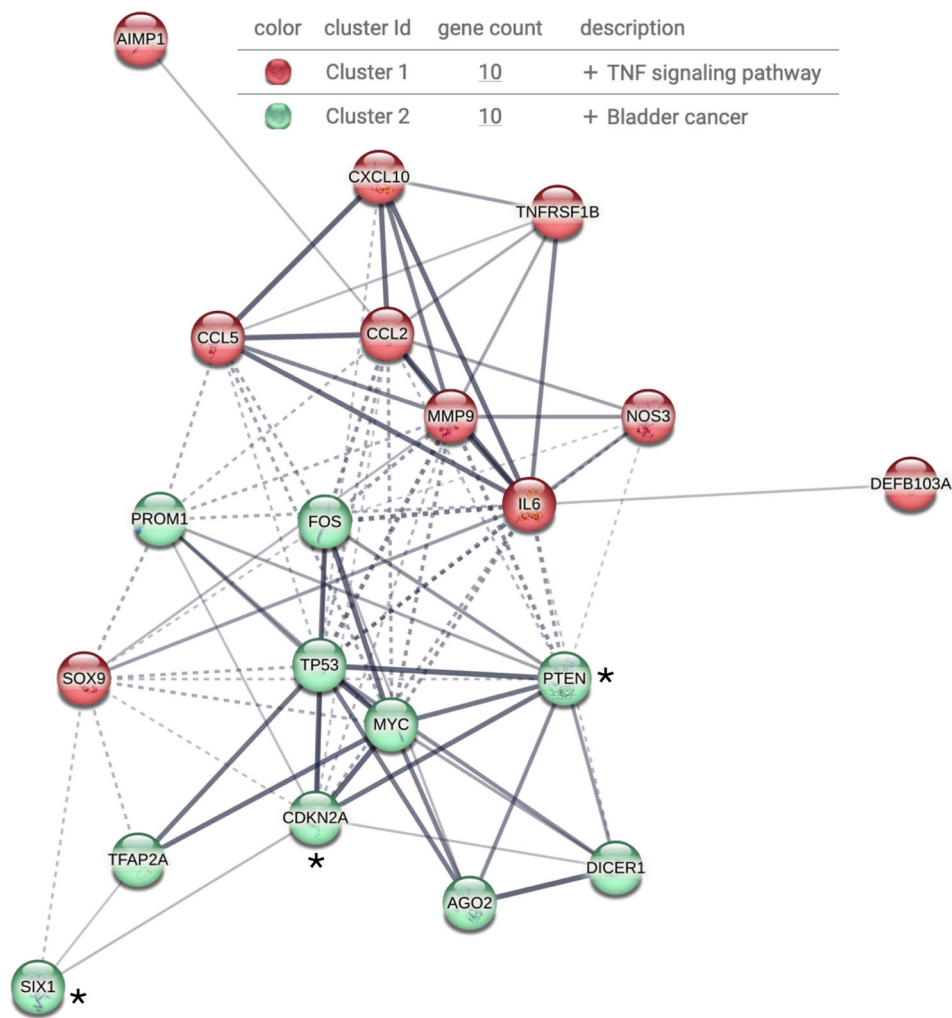 AIMP1
color cluster Id gene count description
Cluster 1 10 + TNF signaling pathway
Cluster 2 10 + Bladder cancer
CXCL10
TNFRSF1B
CCL5
CCL2
MMP9
NOS3
DEFB103A
IL6
PROM1
FOS
TP53
SOX9
PTEN *
MYC
CDKN2A
*
TFAP2A
DICER1
AGO2
SIX1 *